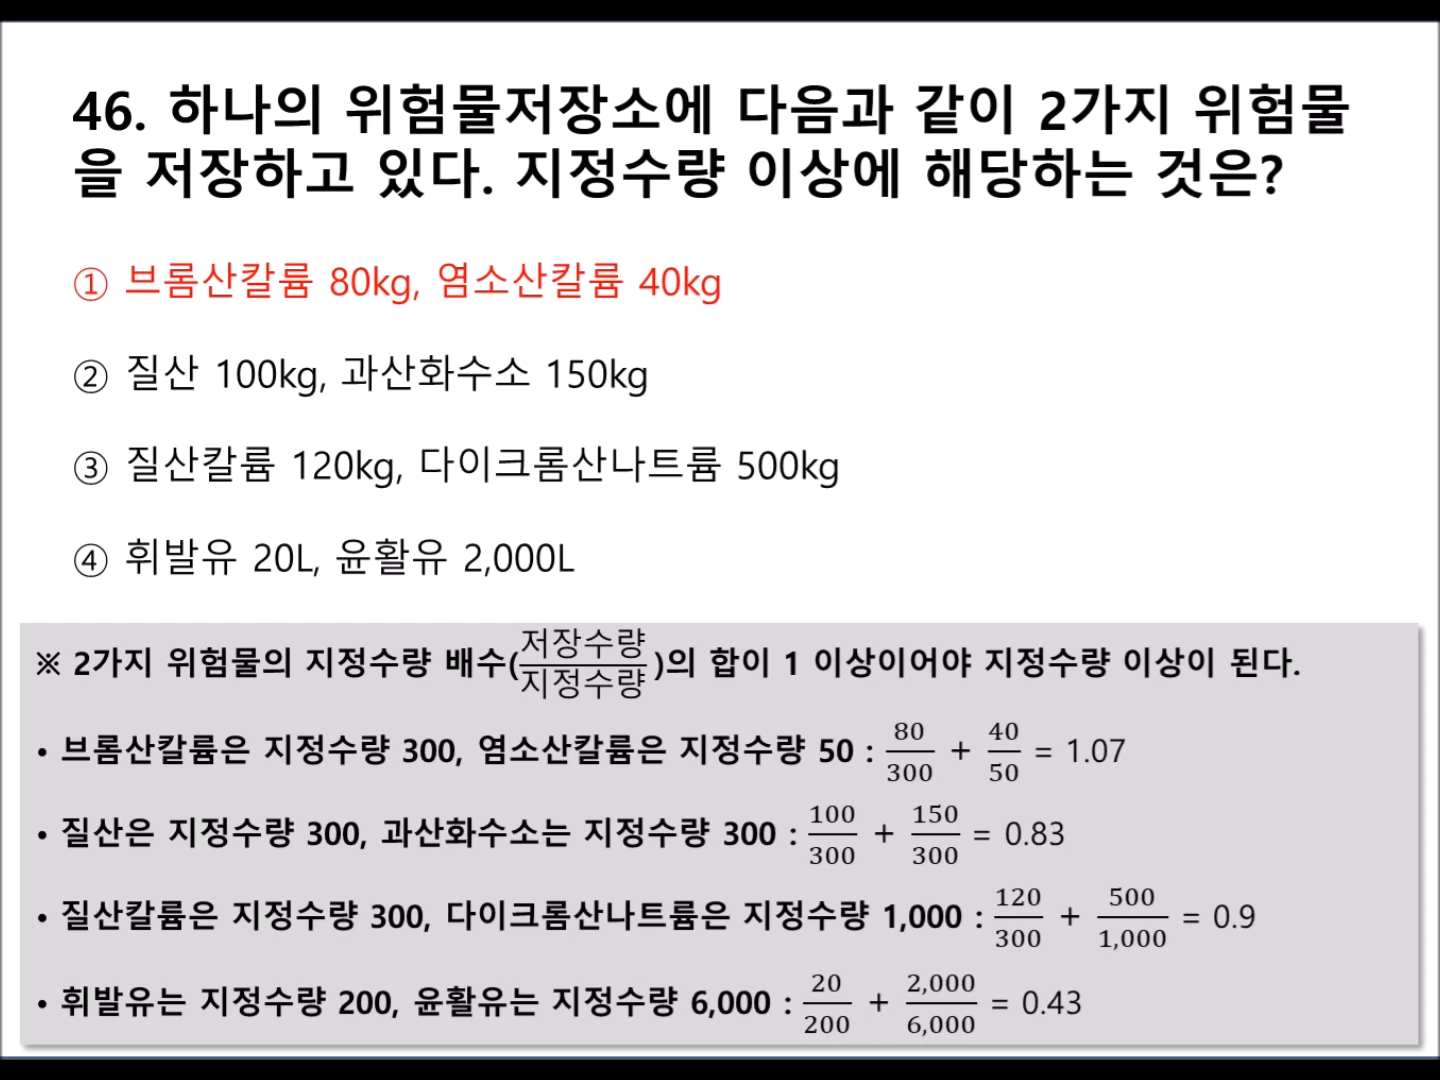 46. 하나의 위험물저장소에 다음과 같이 2가지 위험물
을 저장하고 있다. 지정수량 이상에 해당하는 것은?
① 브롬산칼륨 80kg, 염소산칼륨 40kg
② 질산 100kg, 과산화수소 150kg
③ 질산칼륨 120kg, 다이크롬산나트륨 500kg
④ 휘발유 20L, 윤활유 2,000L
※ 2가지 위험물의 지정수량 배수(저장수량/지정수량)의 합이 1 이상이어야 지정수량 이상이 된다.
• 브롬산칼륨은 지정수량 300, 염소산칼륨은 지정수량 50 : 80/300 + 40/50 = 1.07
• 질산은 지정수량 300, 과산화수소는 지정수량 300 : 100/300 + 150/300 = 0.83
• 질산칼륨은 지정수량 300, 다이크롬산나트륨은 지정수량 1,000 : 120/300 + 500/1,000 = 0.9
• 휘발유는 지정수량 200, 윤활유는 지정수량 6,000 : 20/200 + 2,000/6,000 = 0.43